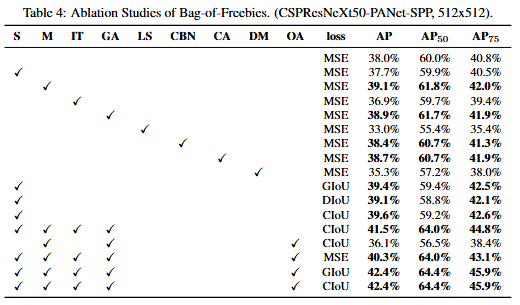 Table 4: Ablation Studies of Bag-of-Freebies. (CSPResNeXt50-PANet-SPP, 512x512).
S M IT GA LS CBN CA DM OA loss AP AP50 AP75
MSE 38.0% 60.0% 40.8%
✓ MSE 37.7% 59.9% 40.5%
✓ MSE 39.1% 61.8% 42.0%
✓ MSE 36.9% 59.7% 39.4%
✓ MSE 38.9% 61.7% 41.9%
✓ MSE 33.0% 55.4% 35.4%
✓ MSE 38.4% 60.7% 41.3%
✓ MSE 38.7% 60.7% 41.9%
✓ MSE 35.3% 57.2% 38.0%
✓ GIoU 39.4% 59.4% 42.5%
✓ DIoU 39.1% 58.8% 42.1%
✓ CIoU 39.6% 59.2% 42.6%
✓ ✓ ✓ ✓ CIoU 41.5% 64.0% 44.8%
✓ ✓ ✓ CIoU 36.1% 56.5% 38.4%
✓ ✓ ✓ ✓ ✓ MSE 40.3% 64.0% 43.1%
✓ ✓ ✓ ✓ ✓ GIoU 42.4% 64.4% 45.9%
✓ ✓ ✓ ✓ ✓ CIoU 42.4% 64.4% 45.9%